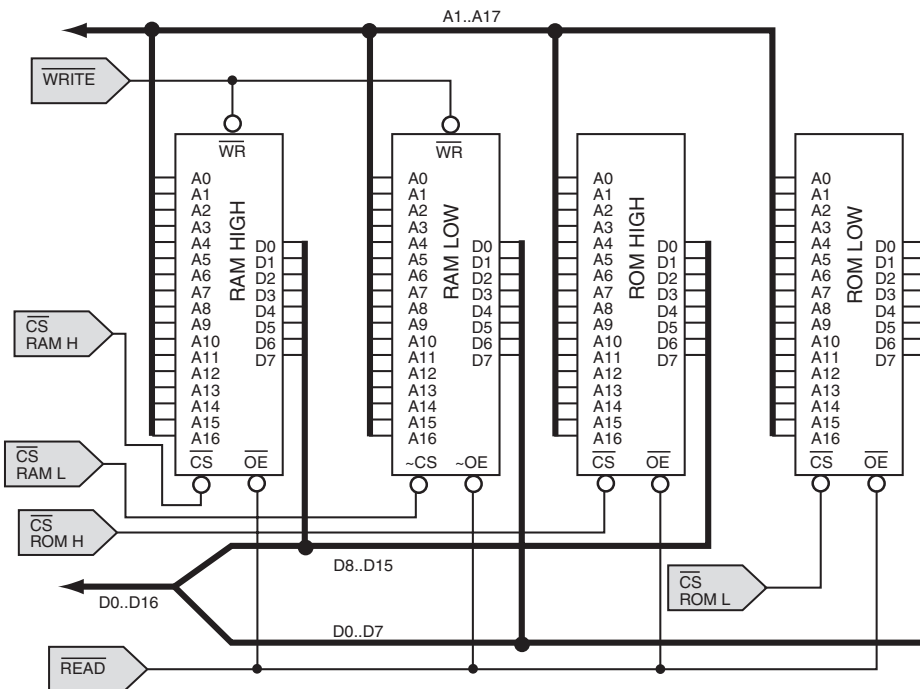 A1..A17
WRITE
WR
A0
A1
A2
A3
A4
A5
A6
A7
A8
A9
A10
A11
A12
A13
A14
A15
A16
RAM HIGH
D0
D1
D2
D3
D4
D5
D6
D7
CS
OE
WR
A0
A1
A2
A3
A4
A5
A6
A7
A8
A9
A10
A11
A12
A13
A14
A15
A16
RAM LOW
~CS
~OE
D0
D1
D2
D3
D4
D5
D6
D7
A0
A1
A2
A3
A4
A5
A6
A7
A8
A9
A10
A11
A12
A13
A14
A15
A16
ROM HIGH
D0
D1
D2
D3
D4
D5
D6
D7
CS
OE
A0
A1
A2
A3
A4
A5
A6
A7
A8
A9
A10
A11
A12
A13
A14
A15
A16
ROM LOW
D0
D1
D2
D3
D4
D5
D6
D7
CS
OE
CS
RAM H
CS
RAM L
CS
ROM H
D8..D15
D0..D16
D0..D7
CS
ROM L
READ